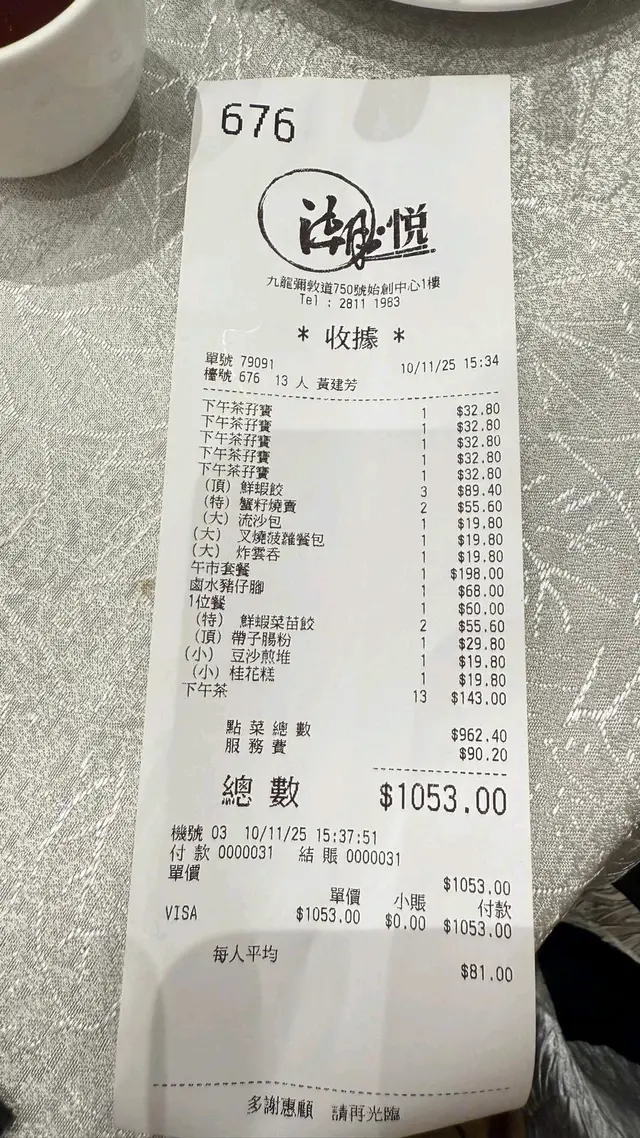 676
潮悅
九龍彌敦道750號始創中心1樓
Tel : 2811 1983
* 收據 *
單號 79091 10/11/25 15:34
檯號 676 13 人 黃建芳
下午茶孖寶 1 $32.80
下午茶孖寶 1 $32.80
下午茶孖寶 1 $32.80
下午茶孖寶 1 $32.80
下午茶孖寶 1 $32.80
(頂) 鮮蝦餃 3 $89.40
(特) 蟹籽燒賣 2 $55.60
(大) 流沙包 1 $19.80
(大) 叉燒菠蘿餐包 1 $19.80
(大) 炸雲吞 1 $19.80
午市套餐 1 $198.00
鹵水豬仔腳 1 $68.00
1位餐 1 $60.00
(特) 鮮蝦菜苗餃 2 $55.60
(頂) 帶子腸粉 1 $29.80
(小) 豆沙煎堆 1 $19.80
(小) 桂花糕 1 $19.80
下午茶 13 $143.00
點菜總數 $962.40
服務費 $90.20
總數 $1053.00
機號 03 10/11/25 15:37:51
付款 0000031 結賬 0000031
單價 $1053.00
單價 小賬 付款
VISA $1053.00 $0.00 $1053.00
每人平均 $81.00
多謝惠顧 請再光臨